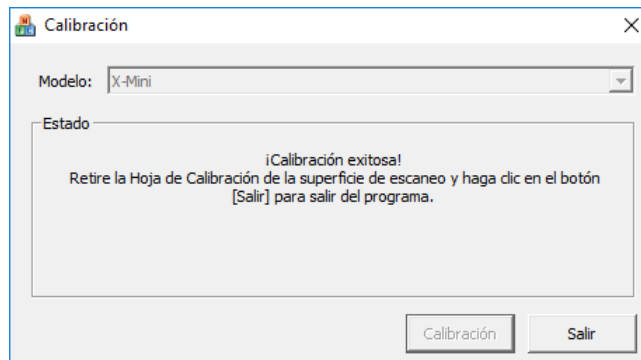 Calibración
Modelo: X-Mini
Estado
¡Calibración exitosa!
Retire la Hoja de Calibración de la superficie de escaneo y haga clic en el botón
[Salir] para salir del programa.
Calibración Salir